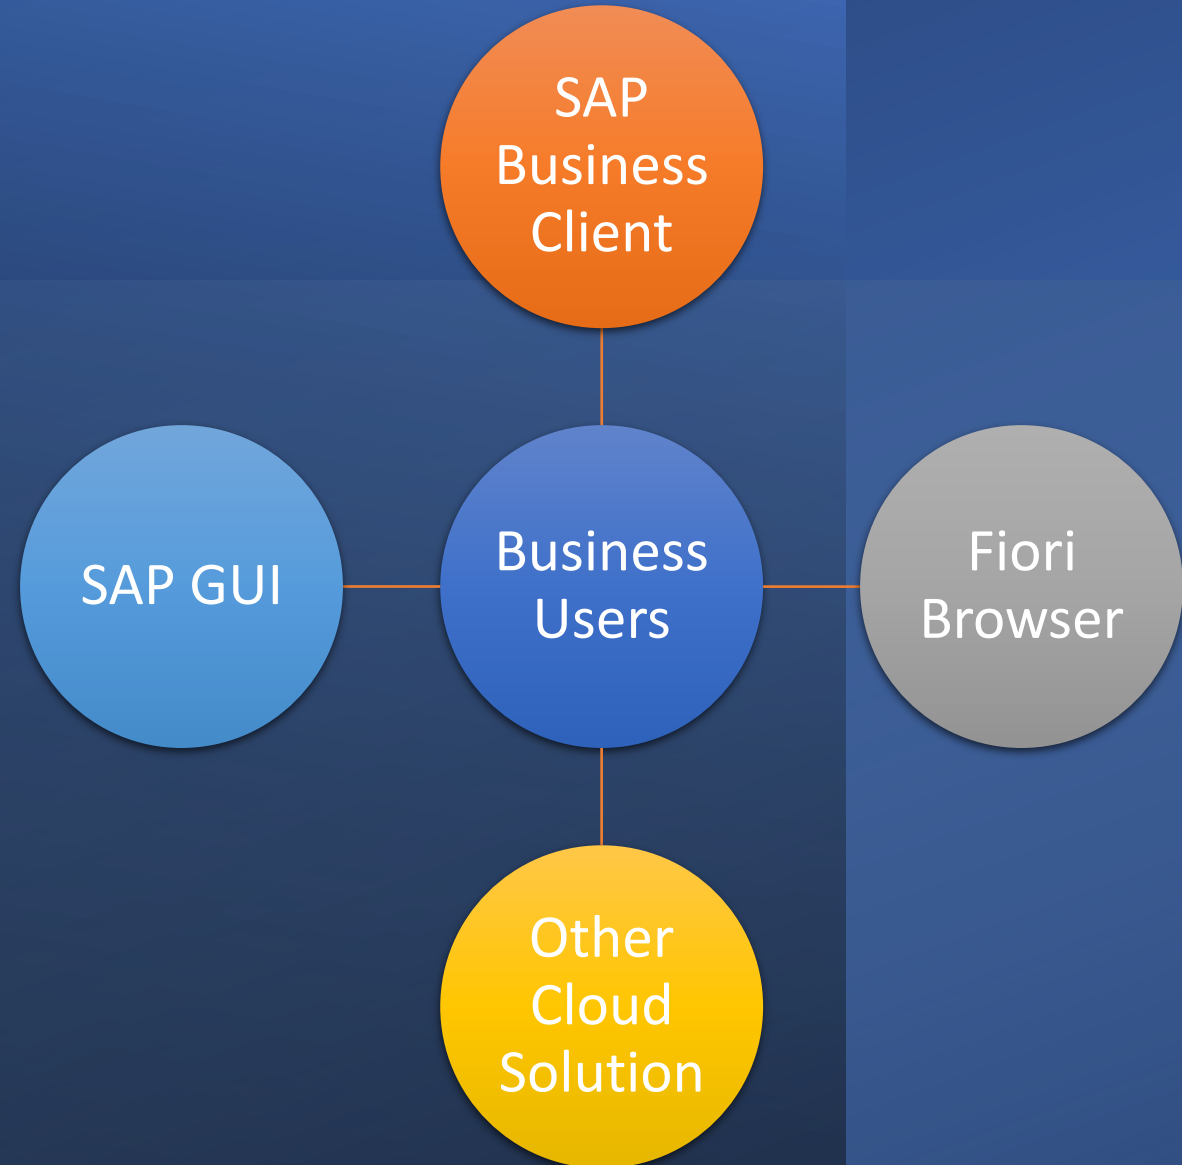 SAP
Business
Client
SAP GUI
Business
Users
Fiori
Browser
Other
Cloud
Solution